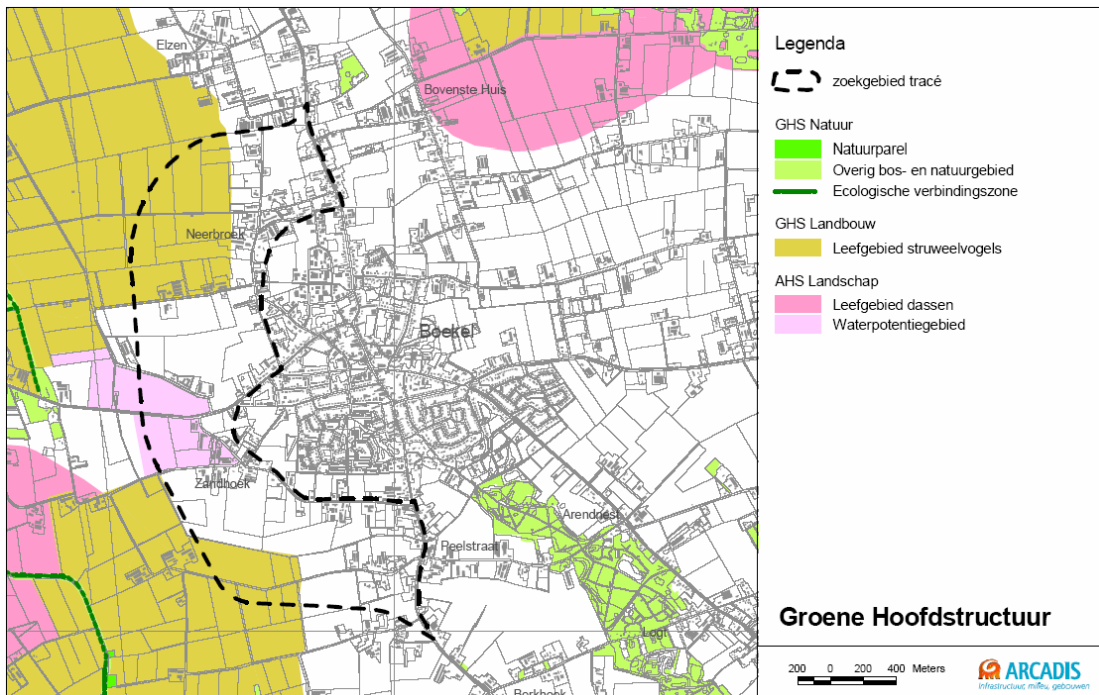 Elzen
Bovenste Huis
Neerbroek
Boekel
Zandhoek
Arendnest
Peelstraat
Logt
Berkhoek
Legenda
zoekgebied tracé
GHS Natuur
Natuurparel
Overig bos- en natuurgebied
Ecologische verbindingszone
GHS Landbouw
Leefgebied struweelvogels
AHS Landschap
Leefgebied dassen
Waterpotentiegebied
Groene Hoofdstructuur
200 0 200 400 Meters
ARCADIS
Infrastructuur, milieu, gebouwen